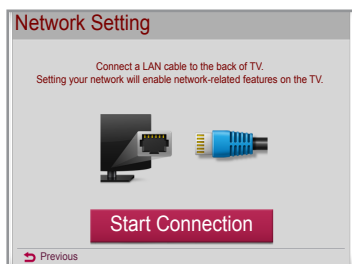 Network Setting
Connect a LAN cable to the back of TV.
Setting your network will enable network-related features on the TV.
Start Connection
Previous